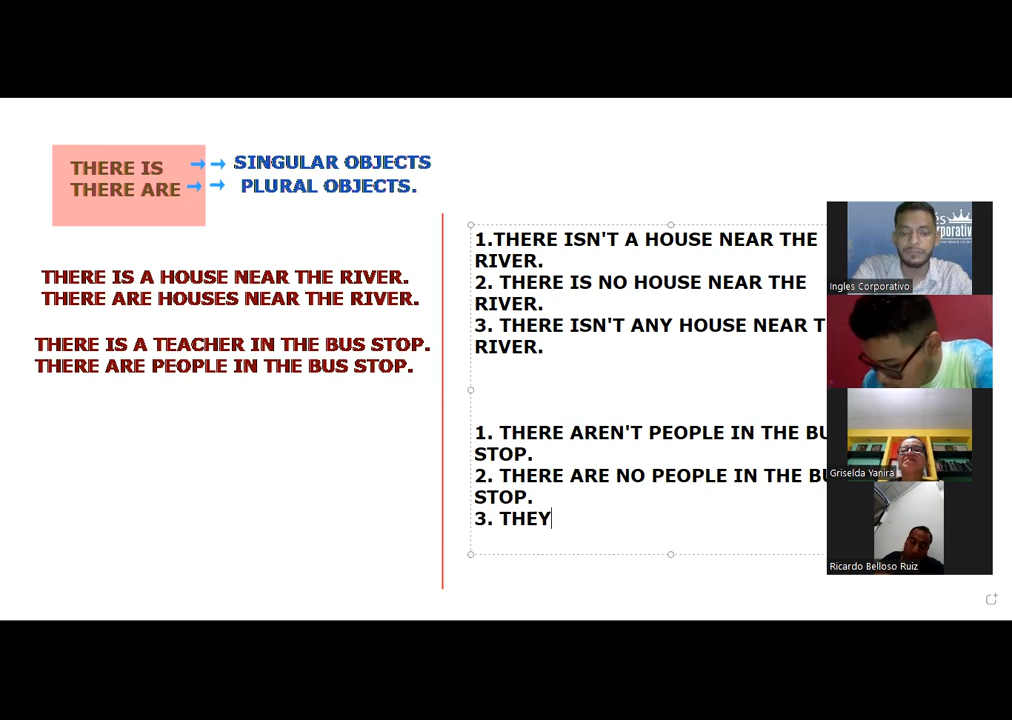 THERE IS
THERE ARE
SINGULAR OBJECTS
PLURAL OBJECTS.
THERE IS A HOUSE NEAR THE RIVER.
THERE ARE HOUSES NEAR THE RIVER.
THERE IS A TEACHER IN THE BUS STOP.
THERE ARE PEOPLE IN THE BUS STOP.
1.THERE ISN'T A HOUSE NEAR THE
RIVER.
2. THERE IS NO HOUSE NEAR THE
RIVER.
3. THERE ISN'T ANY HOUSE NEAR T
RIVER.
1. THERE AREN'T PEOPLE IN THE BU
STOP.
2. THERE ARE NO PEOPLE IN THE BU
STOP.
3. THEY
Ingles Corporativo
Griselda Yanira
Ricardo Belloso Ruiz